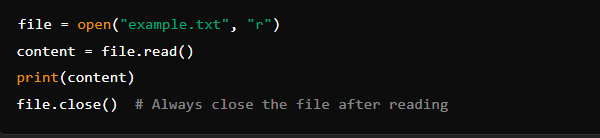 file = open("example.txt", "r")
content = file.read()
print(content)
file.close()  # Always close the file after reading